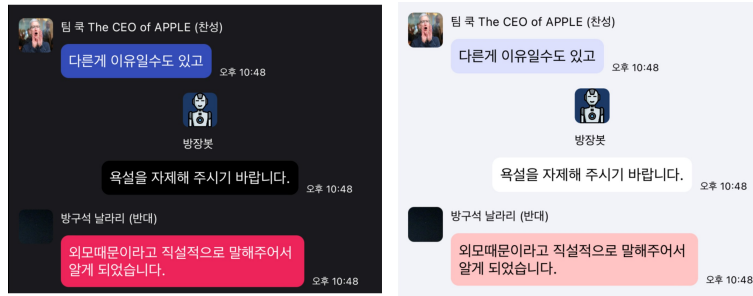 팀 쿡 The CEO of APPLE (찬성)
다른게 이유일수도 있고
오후 10:48
방장봇
욕설을 자제해 주시기 바랍니다.
오후 10:48
방구석 날라리 (반대)
외모때문이라고 직설적으로 말해주어서
알게 되었습니다.
오후 10:48
팀 쿡 The CEO of APPLE (찬성)
다른게 이유일수도 있고
오후 10:48
방장봇
욕설을 자제해 주시기 바랍니다.
오후 10:48
방구석 날라리 (반대)
외모때문이라고 직설적으로 말해주어서
알게 되었습니다.
오후 10:48